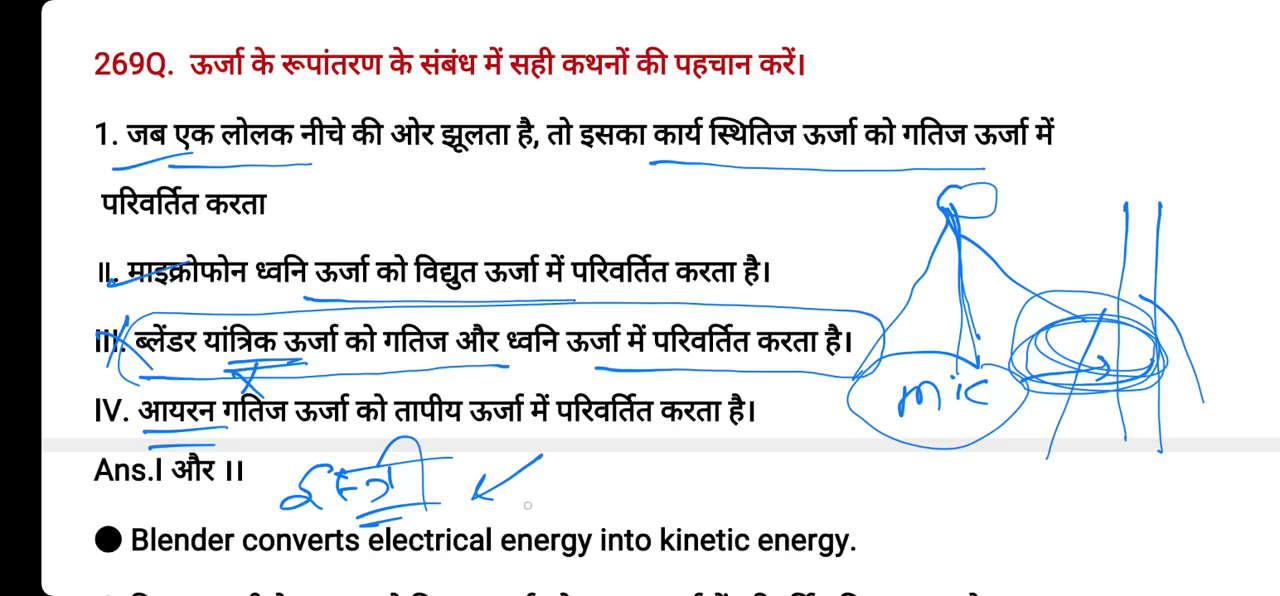 269Q. ऊर्जा के रूपांतरण के संबंध में सही कथनों की पहचान करें।
1. जब एक लोलक नीचे की ओर झूलता है, तो इसका कार्य स्थितिज ऊर्जा को गतिज ऊर्जा में
परिवर्तित करता
II. माइक्रोफोन ध्वनि ऊर्जा को विद्युत ऊर्जा में परिवर्तित करता है।
III. ब्लेंडर यांत्रिक ऊर्जा को गतिज और ध्वनि ऊर्जा में परिवर्तित करता है।
mic
IV. आयरन गतिज ऊर्जा को तापीय ऊर्जा में परिवर्तित करता है।
Ans.I और II
इस्त्री
● Blender converts electrical energy into kinetic energy.